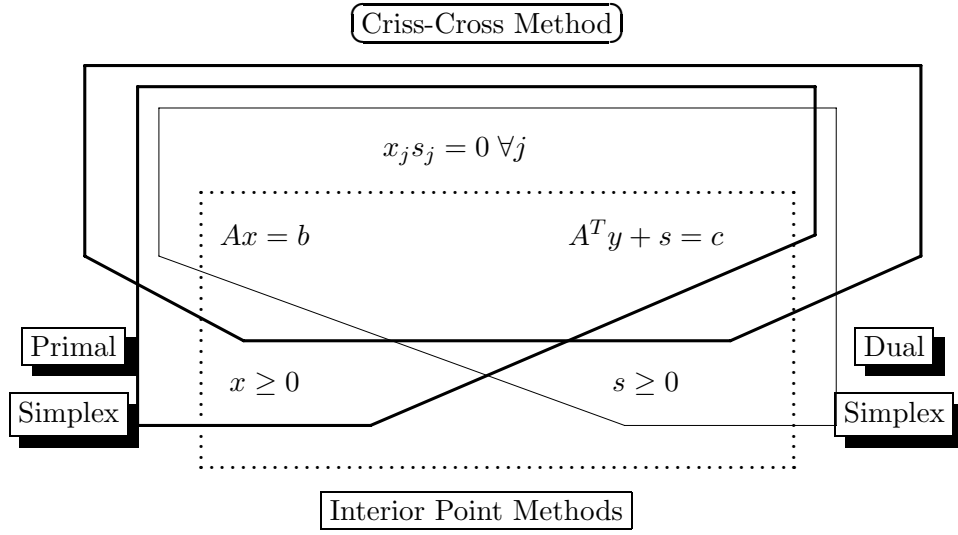 Criss-Cross Method
x_j s_j = 0 ∀j
Ax = b
A^T y + s = c
Primal
Dual
x ≥ 0
s ≥ 0
Simplex
Simplex
Interior Point Methods